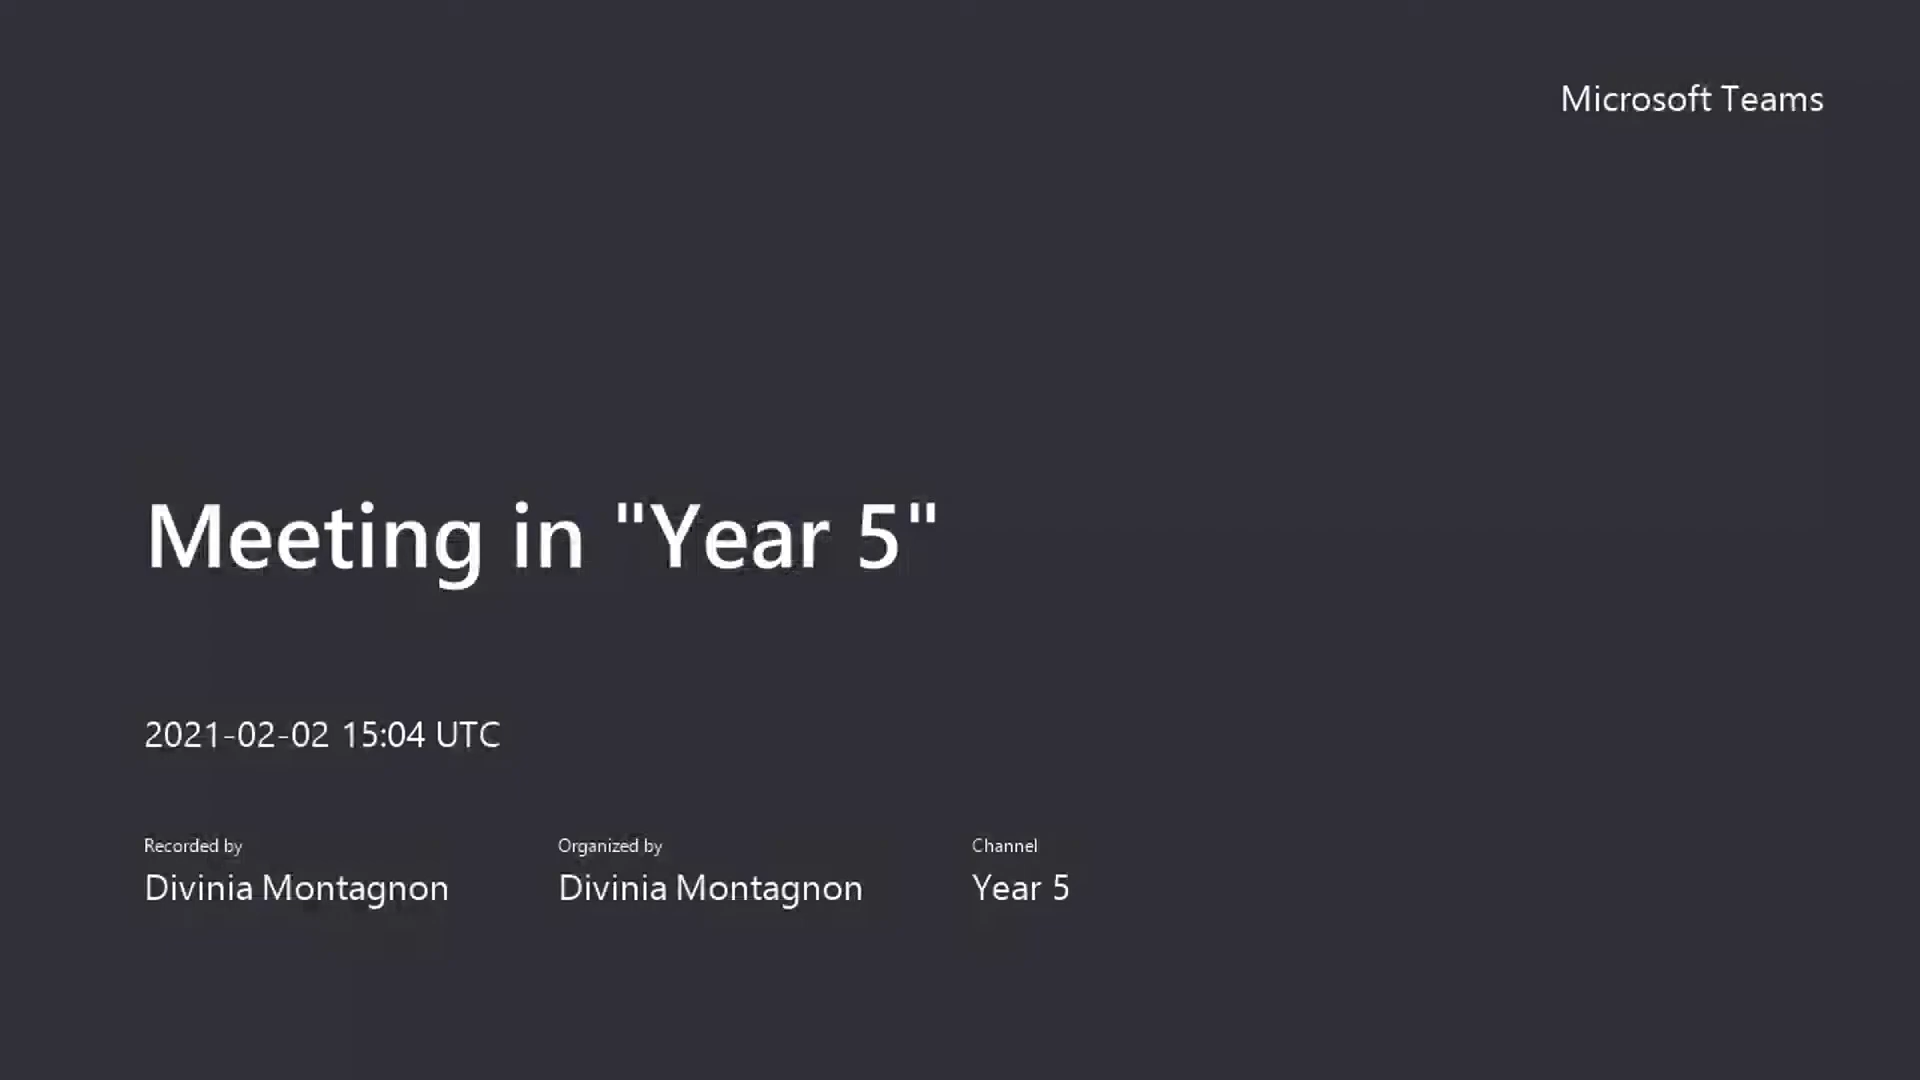 Microsoft Teams
Meeting in "Year 5"
2021-02-02 15:04 UTC
Recorded by
Divinia Montagnon
Organized by
Divinia Montagnon
Channel
Year 5